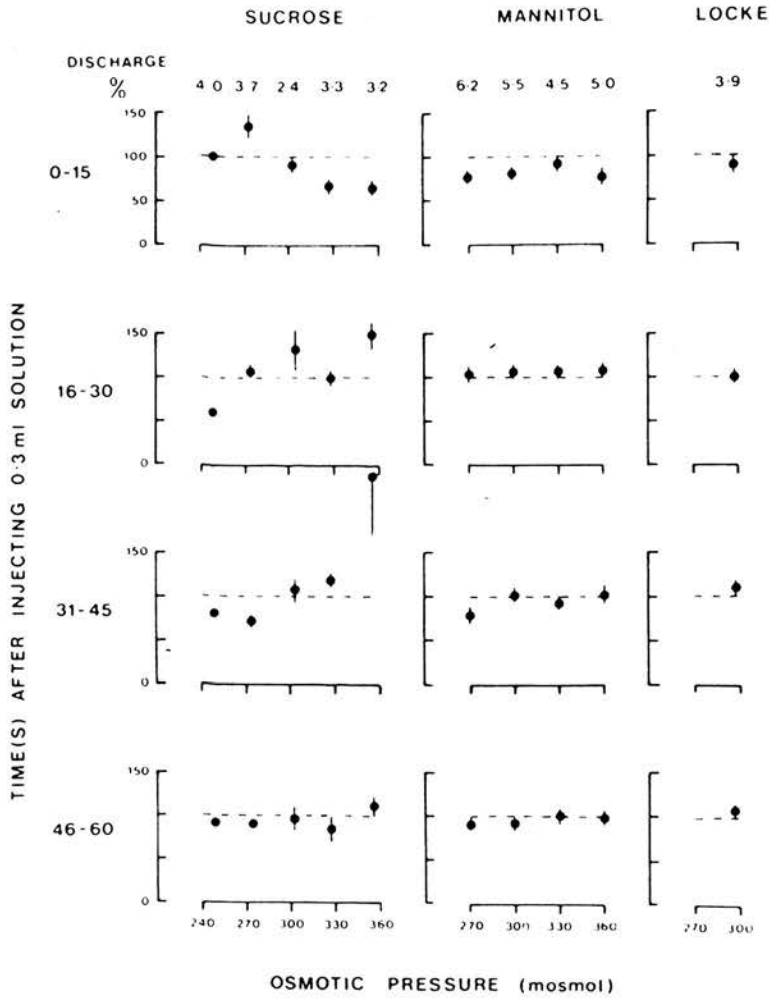 SUCROSE MANNITOL LOCKE
DISCHARGE
%
4·0 3·7 2·4 3·3 3·2 6·2 5·5 4·5 5·0 3·9
150
100
50
0
0-15
150
0
16-30
150
0
31-45
150
0
46-60
240 270 300 330 360 270 300 330 360 270 300
TIME(S) AFTER INJECTING 0·3ml SOLUTION
OSMOTIC PRESSURE (mosmol)